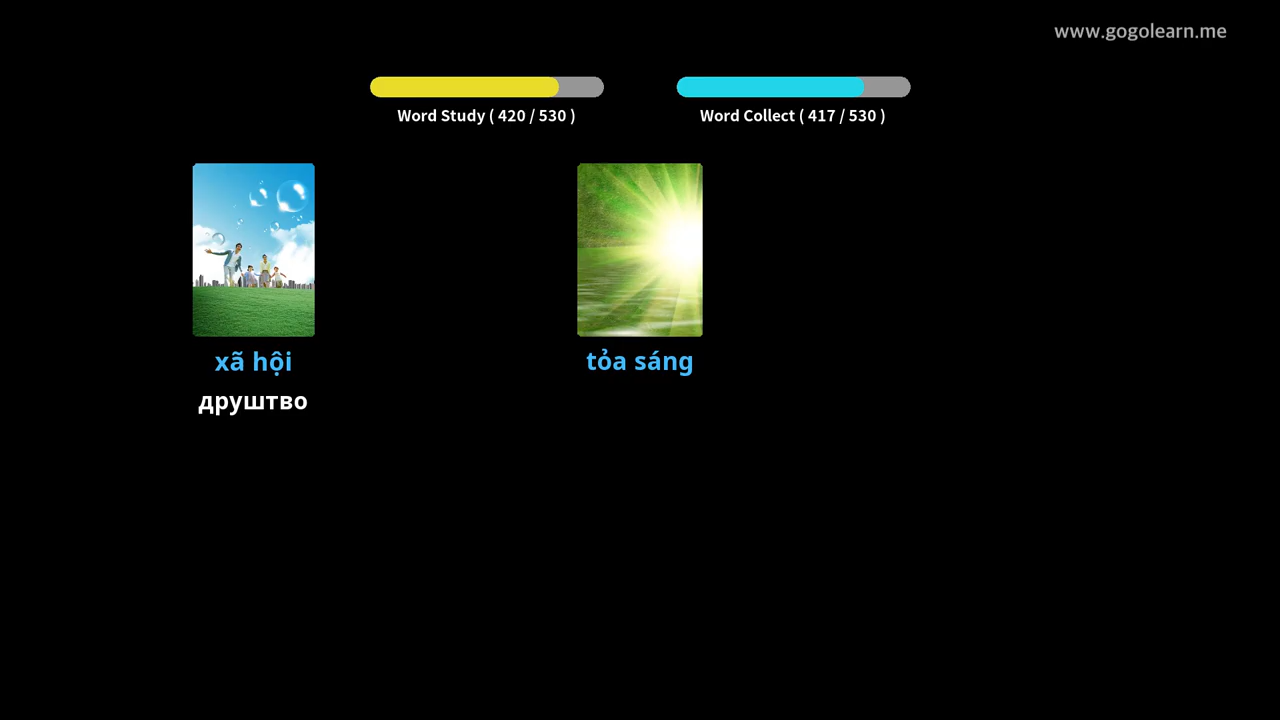 www.gogolearn.me
Word Study ( 420 / 530 )
Word Collect ( 417 / 530 )
xã hội
друштво
tỏa sáng